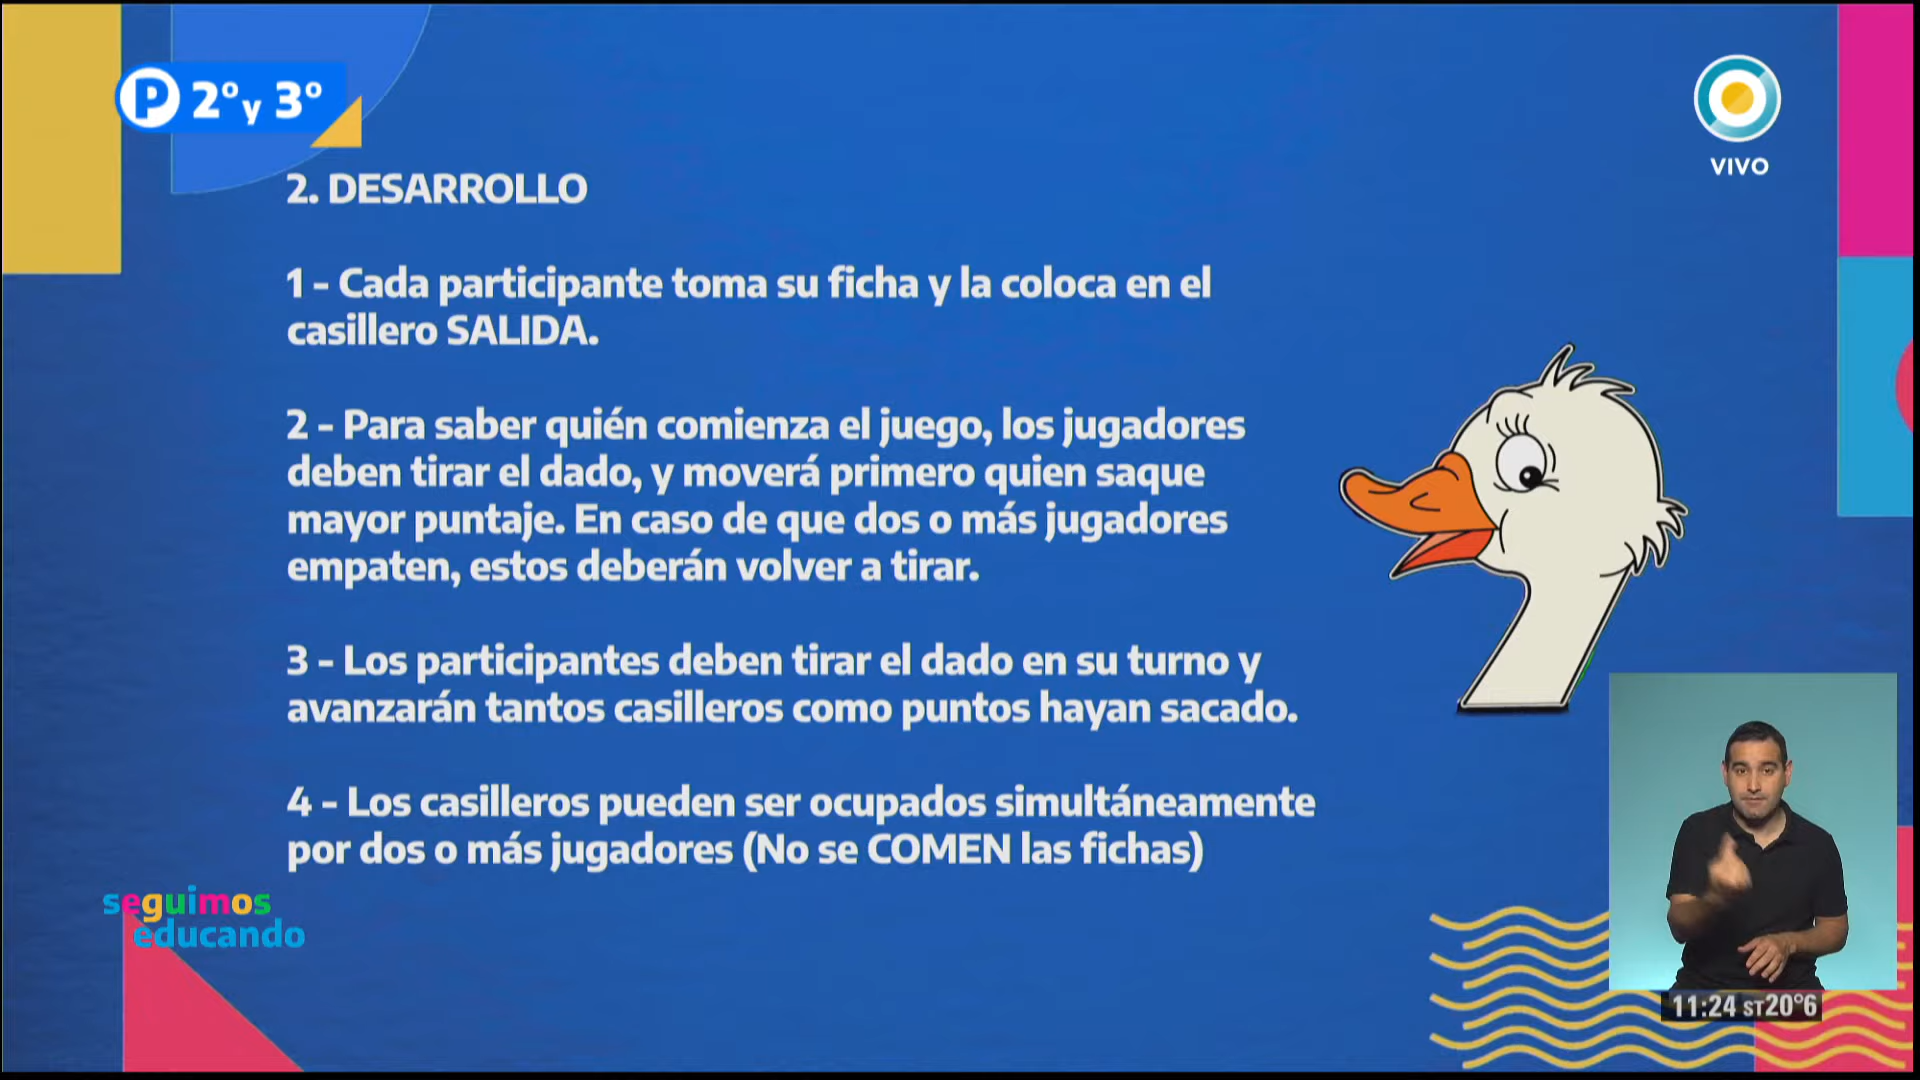 P 2º y 3º
VIVO
2. DESARROLLO
1 - Cada participante toma su ficha y la coloca en el
casillero SALIDA.
2 - Para saber quién comienza el juego, los jugadores
deben tirar el dado, y moverá primero quien saque
mayor puntaje. En caso de que dos o más jugadores
empaten, estos deberán volver a tirar.
3 - Los participantes deben tirar el dado en su turno y
avanzarán tantos casilleros como puntos hayan sacado.
4 - Los casilleros pueden ser ocupados simultáneamente
por dos o más jugadores (No se COMEN las fichas)
seguimos
educando
11:24 ST20°6